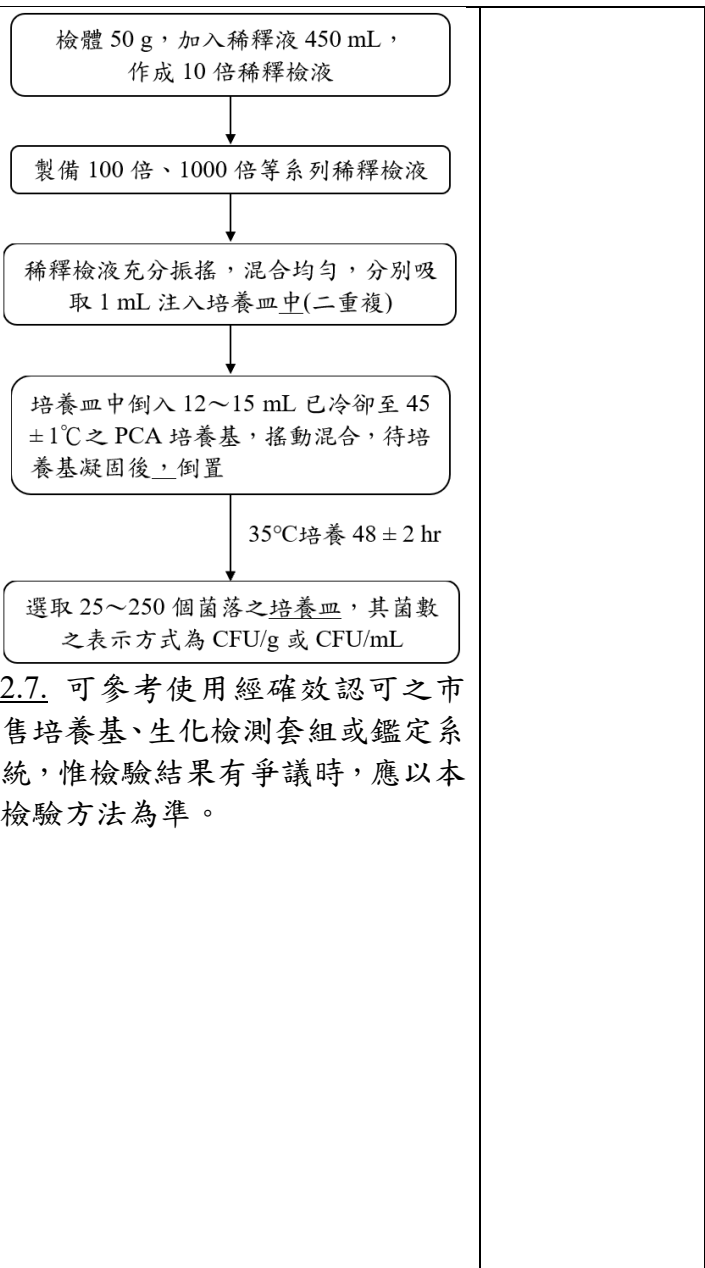 檢體 50 g，加入稀釋液 450 mL，
作成 10 倍稀釋檢液
製備 100 倍、1000 倍等系列稀釋檢液
稀釋檢液充分振搖，混合均勻，分別吸
取 1 mL 注入培養皿中(二重複)
培養皿中倒入 12～15 mL 已冷卻至 45
± 1℃之 PCA 培養基，搖動混合，待培
養基凝固後，倒置
35°C培養 48 ± 2 hr
選取 25～250 個菌落之培養皿，其菌數
之表示方式為 CFU/g 或 CFU/mL
2.7. 可參考使用經確效認可之市
售培養基、生化檢測套組或鑑定系
統，惟檢驗結果有爭議時，應以本
檢驗方法為準。